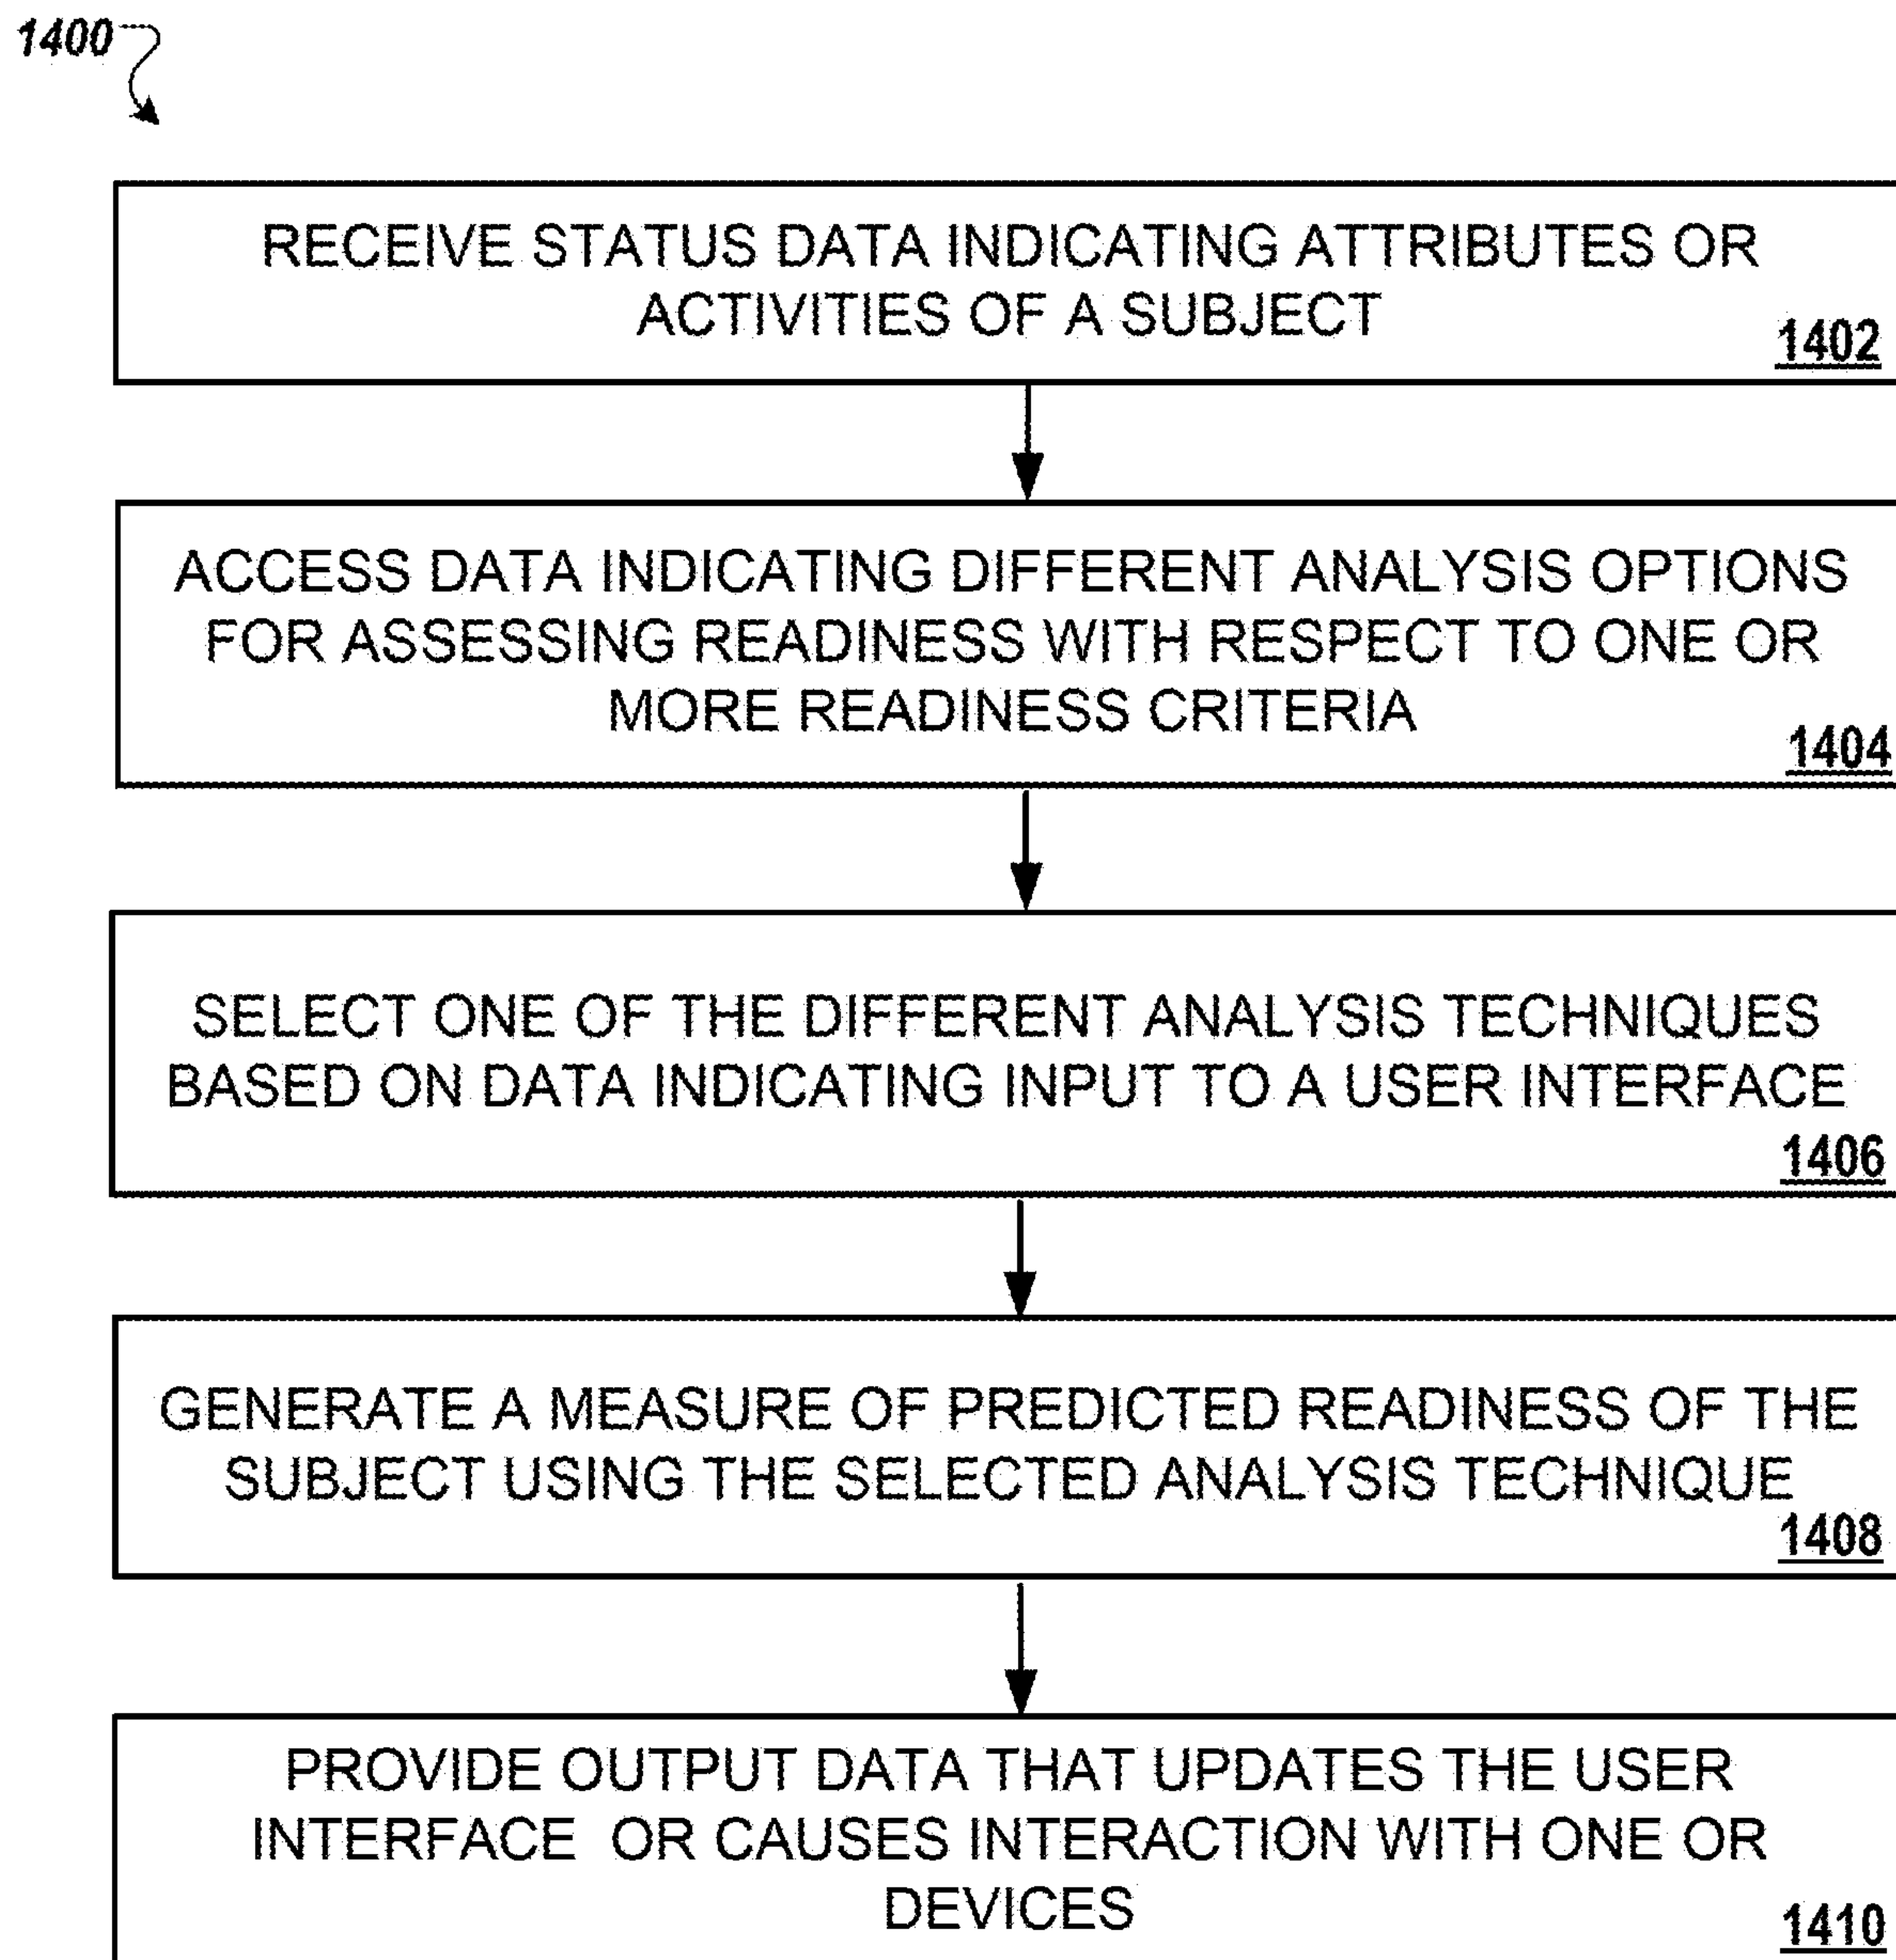 1400
RECEIVE STATUS DATA INDICATING ATTRIBUTES OR
ACTIVITIES OF A SUBJECT
1402
ACCESS DATA INDICATING DIFFERENT ANALYSIS OPTIONS
FOR ASSESSING READINESS WITH RESPECT TO ONE OR
MORE READINESS CRITERIA
1404
SELECT ONE OF THE DIFFERENT ANALYSIS TECHNIQUES
BASED ON DATA INDICATING INPUT TO A USER INTERFACE
1406
GENERATE A MEASURE OF PREDICTED READINESS OF THE
SUBJECT USING THE SELECTED ANALYSIS TECHNIQUE
1408
PROVIDE OUTPUT DATA THAT UPDATES THE USER
INTERFACE OR CAUSES INTERACTION WITH ONE OR
DEVICES
1410